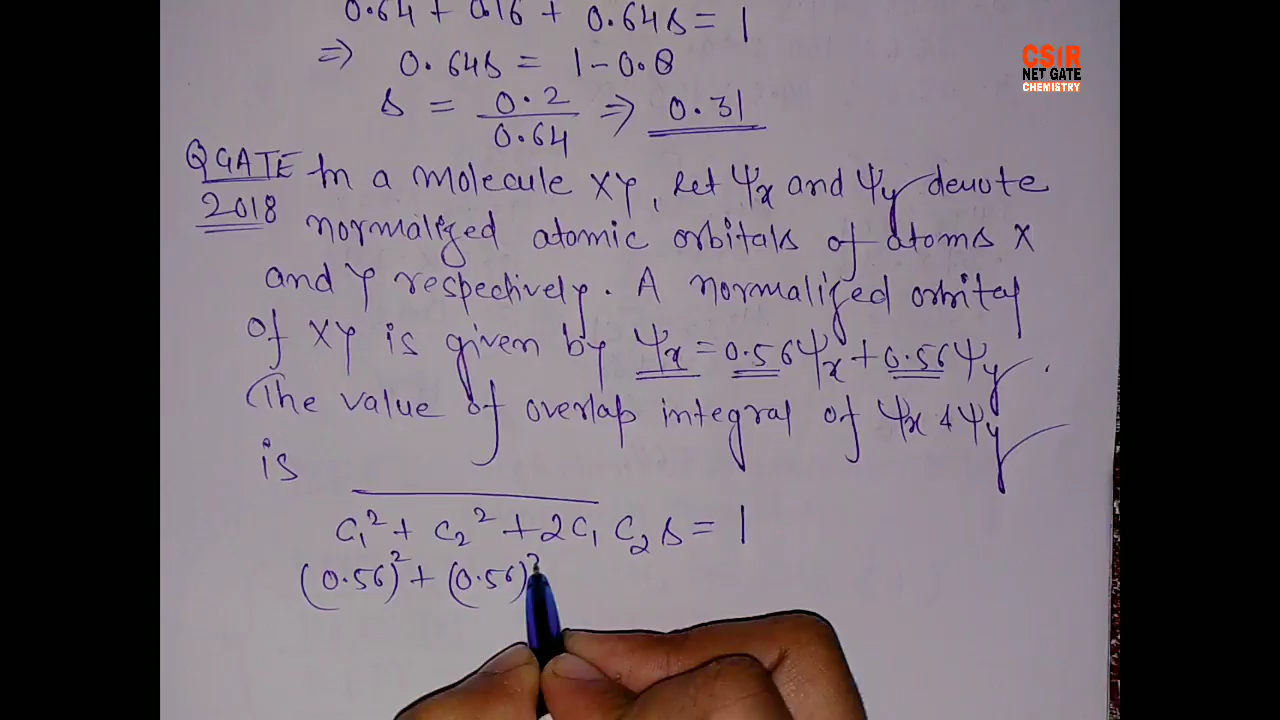 0.64 + 0.16 + 0.64s = 1
⇒ 0.64s = 1 - 0.8
s = 0.2 / 0.64 ⇒ 0.31
Q GATE 2018 In a molecule XY, Let Ψx and Ψy denote
normalized atomic orbitals of atoms X
and Y respectively. A normalized orbital
of XY is given by Ψx = 0.56Ψx + 0.56Ψy.
The value of overlap integral of Ψx & Ψy
is
C₁² + C₂² + 2C₁ C₂ s = 1
(0.56)² + (0.56)²
CSIR
NET GATE
CHEMISTRY